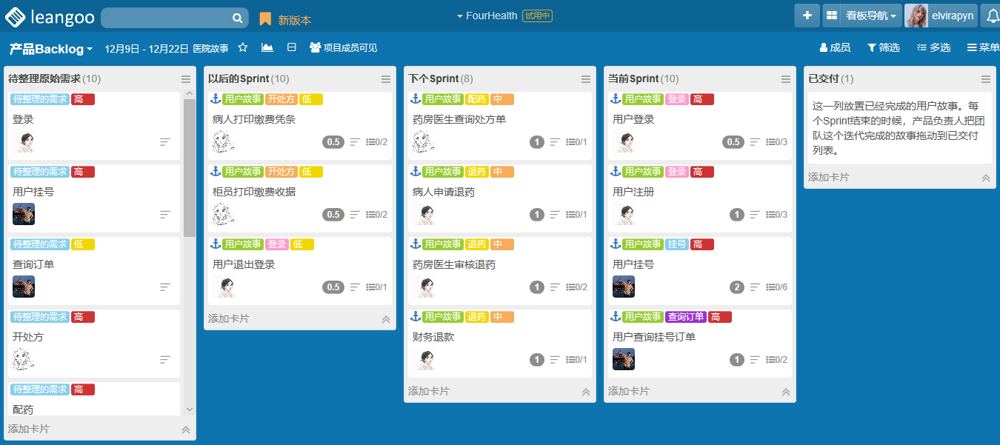 leangoo 新版本 FourHealth 试用中 看板导航 elvirapyn
产品Backlog 12月9日 - 12月22日 医院故事 项目成员可见 成员 筛选 多选 菜单
待整理原始需求(10)
待整理的需求 高
登录
待整理的需求 高
用户挂号
待整理的需求 低
查询订单
待整理的需求 高
开处方
待整理的需求 高
配药
添加卡片
以后的Sprint(10)
用户故事 开处方 低
病人打印缴费凭条
0.5 0/2
用户故事 开处方 低
柜员打印缴费收据
0.5 0/2
用户故事 登录 低
用户退出登录
0.5 0/1
添加卡片
下个Sprint(8)
用户故事 配药 中
药房医生查询处方单
1 0/1
用户故事 退药 中
病人申请退药
1 0/1
用户故事 退药 中
药房医生审核退药
1 0/2
用户故事 退药 中
财务退款
1 0/1
添加卡片
当前Sprint(10)
用户故事 登录 高
用户登录
0.5 0/3
用户故事 登录 高
用户注册
1 0/3
用户故事 挂号 高
用户挂号
2 0/6
用户故事 查询订单 高
用户查询挂号订单
1 0/2
添加卡片
已交付(1)
这一列放置已经完成的用户故事。每
个Sprint结束的时候，产品负责人把团
队这个迭代完成的故事拖动到已交付
列表。
添加卡片